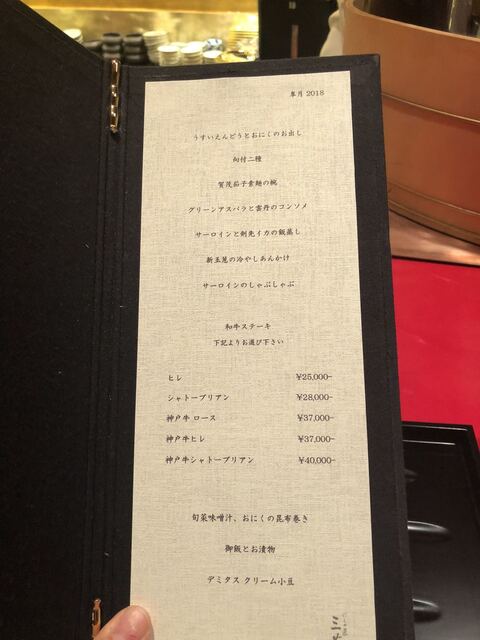 皐月 2018
うすいえんどうとおにくのお出し
向付二種
賀茂茄子素麺の椀
グリーンアスパラと雲丹のコンソメ
サーロインと剣先イカの飯蒸し
新玉葱の冷やしあんかけ
サーロインのしゃぶしゃぶ
和牛ステーキ
下記よりお選び下さい
ヒレ ¥25,000-
シャトーブリアン ¥28,000-
神戸牛 ロース ¥37,000-
神戸牛ヒレ ¥37,000-
神戸牛シャトーブリアン ¥40,000-
旬菜味噌汁、おにくの昆布巻き
御飯とお漬物
デミタス クリーム小豆